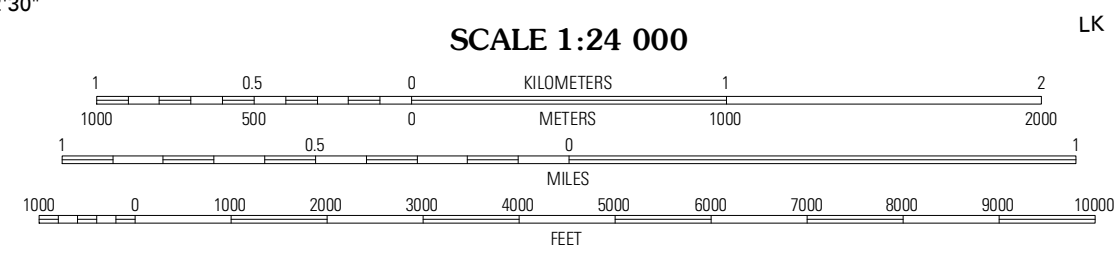 2'30"
LK
SCALE 1:24 000
1 0.5 0 KILOMETERS 1 2
1000 500 0 METERS 1000 2000
1 0.5 0 1
MILES
1000 0 1000 2000 3000 4000 5000 6000 7000 8000 9000 10000
FEET